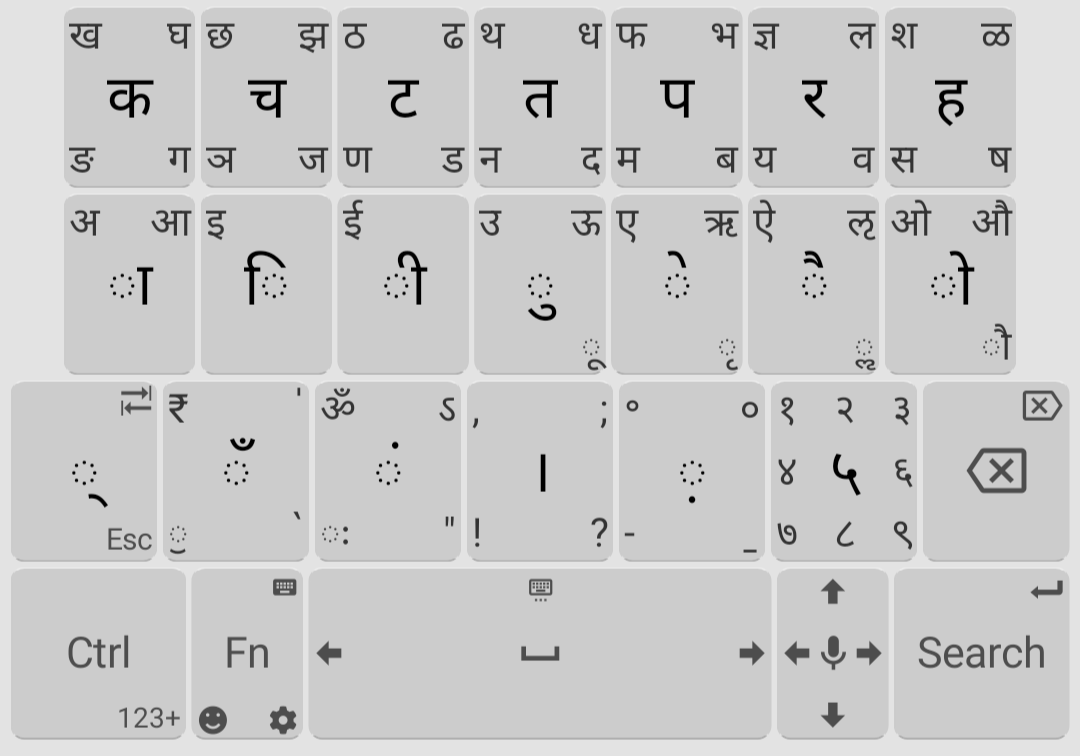 ख घ छ झ ठ ढ थ ध फ भ ज्ञ ल श ळ
क च ट त प र ह
ङ ग ञ ज ण ड न द म ब य व स ष
अ आ इ ई उ ऊ ए ऋ ऐ ऌ ओ औ
◌ा ि◌ ◌ी ◌ु ◌े ◌ै ◌ो
◌ू ◌ृ ◌ॢ ◌ौ
₹ ' ॐ ऽ , ; ॰ ० १ २ ३
◌् ◌ँ ◌ं । ◌़ ४ ५ ६
Esc ` ◌ः " ! ? - _ ७ ८ ९
Ctrl Fn Search
123+